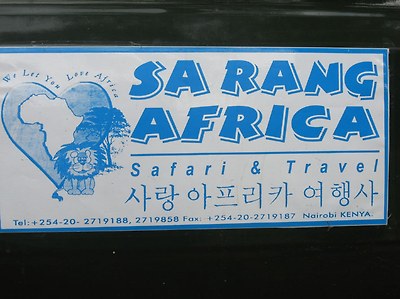 We Let You Love Africa
SA RANG
AFRICA
Safari & Travel
사랑 아프리카 여행사
Tel: +254-20- 2719188, 2719858 Fax: +254-20-2719187 Nairobi KENYA.